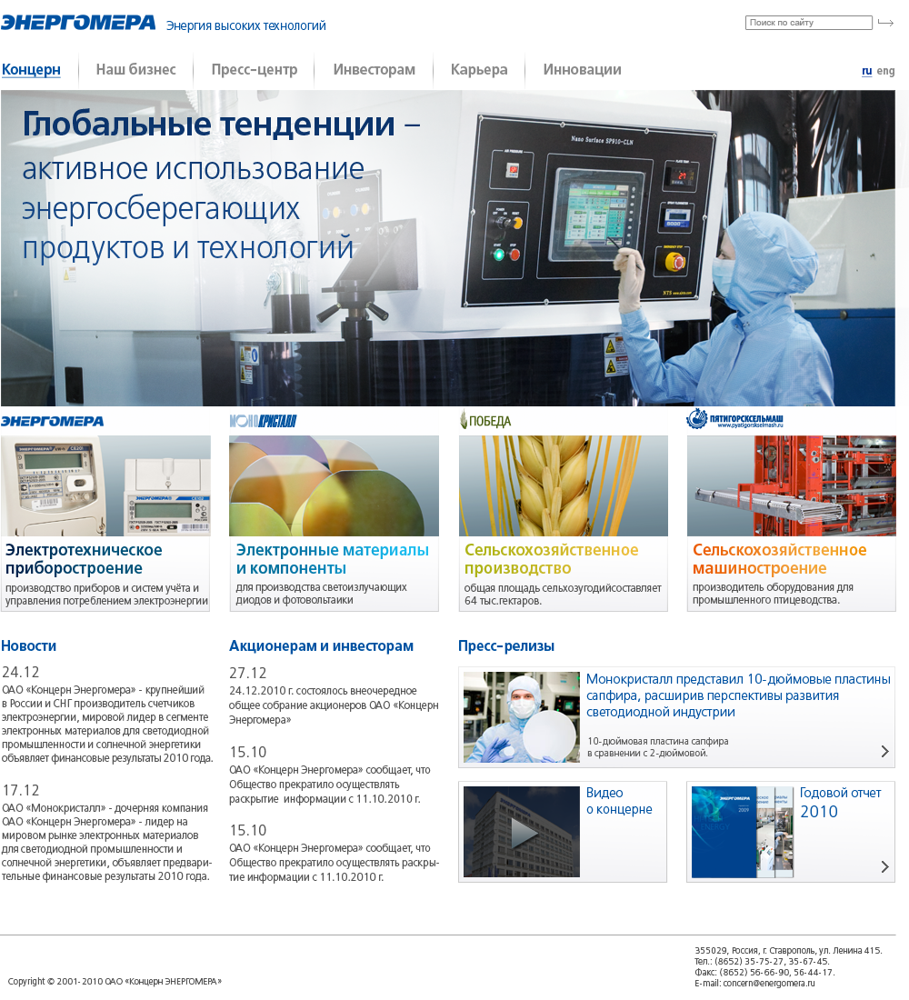 ЭНЕРГОМЕРА Энергия высоких технологий
Поиск по сайту
Концерн Наш бизнес Пресс-центр Инвесторам Карьера Инновации
ru eng
Глобальные тенденции –
активное использование
энергосберегающих
продуктов и технологий
Nano Surface SP910-CLN
ЭНЕРГОМЕРА
МОНОКРИСТАЛЛ
ПОБЕДА
ПЯТИГОРСКСЕЛЬМАШ
www.pyatigorskselmash.ru
Электротехническое
приборостроение
производство приборов и систем учёта и
управления потреблением электроэнергии
Электронные материалы
и компоненты
для производства светоизлучающих
диодов и фотовольтаики
Сельскохозяйственное
производство
общая площадь сельхозугодийсоставляет
64 тыс.гектаров.
Сельскохозяйственное
машиностроение
производитель оборудования для
промышленного птицеводства.
Новости
24.12
ОАО «Концерн Энергомера» - крупнейший
в России и СНГ производитель счетчиков
электроэнергии, мировой лидер в сегменте
электронных материалов для светодиодной
промышленности и солнечной энергетики
объявляет финансовые результаты 2010 года.
17.12
ОАО «Монокристалл» - дочерняя компания
ОАО «Концерн Энергомера» - лидер на
мировом рынке электронных материалов
для светодиодной промышленности и
солнечной энергетики, объявляет предвари-
тельные финансовые результаты 2010 года.
Акционерам и инвесторам
27.12
24.12.2010 г. состоялось внеочередное
общее собрание акционеров ОАО «Концерн
Энергомера»
15.10
ОАО «Концерн Энергомера» сообщает, что
Общество прекратило осуществлять
раскрытие информации с 11.10.2010 г.
15.10
ОАО «Концерн Энергомера» сообщает, что
Общество прекратило осуществлять раскры-
тие информации с 11.10.2010 г.
Пресс-релизы
Монокристалл представил 10-дюймовые пластины
сапфира, расширив перспективы развития
светодиодной индустрии
10-дюймовая пластина сапфира
в сравнении с 2-дюймовой.
Видео
о концерне
ЭНЕРГОМЕРА
2009
Годовой отчет
2010
355029, Россия, г. Ставрополь, ул. Ленина 415.
Тел.: (8652) 35-75-27, 35-67-45.
Факс: (8652) 56-66-90, 56-44-17.
E-mail: concern@energomera.ru
Copyright © 2001-2010 ОАО «Концерн ЭНЕРГОМЕРА»